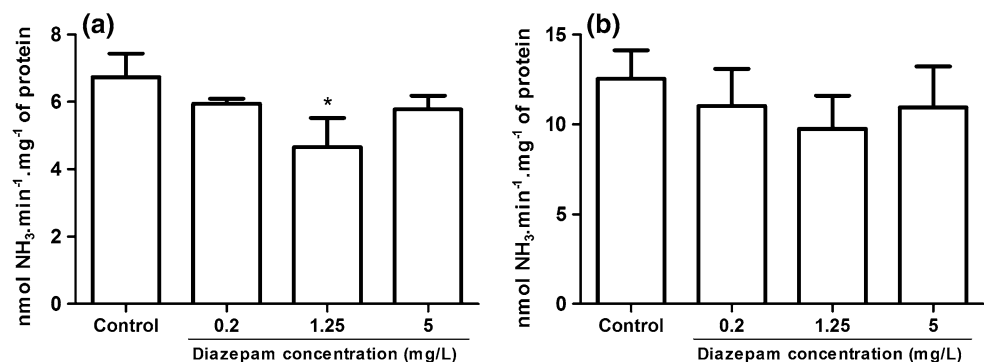 (a)
nmol NH₃.min⁻¹.mg⁻¹ of protein
8
6
4
2
0
*
Control 0.2 1.25 5
Diazepam concentration (mg/L)
(b)
nmol NH₃.min⁻¹.mg⁻¹ of protein
15
10
5
0
Control 0.2 1.25 5
Diazepam concentration (mg/L)